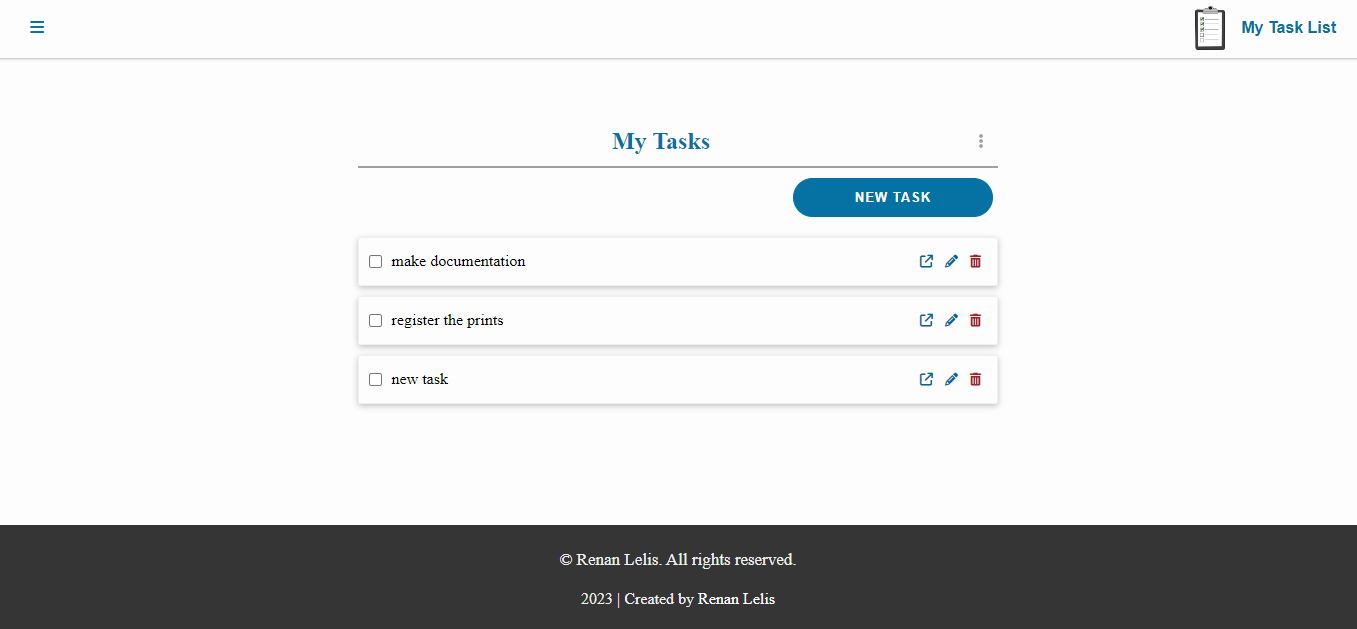 My Task List
My Tasks
NEW TASK
make documentation
register the prints
new task
© Renan Lelis. All rights reserved.
2023 | Created by Renan Lelis